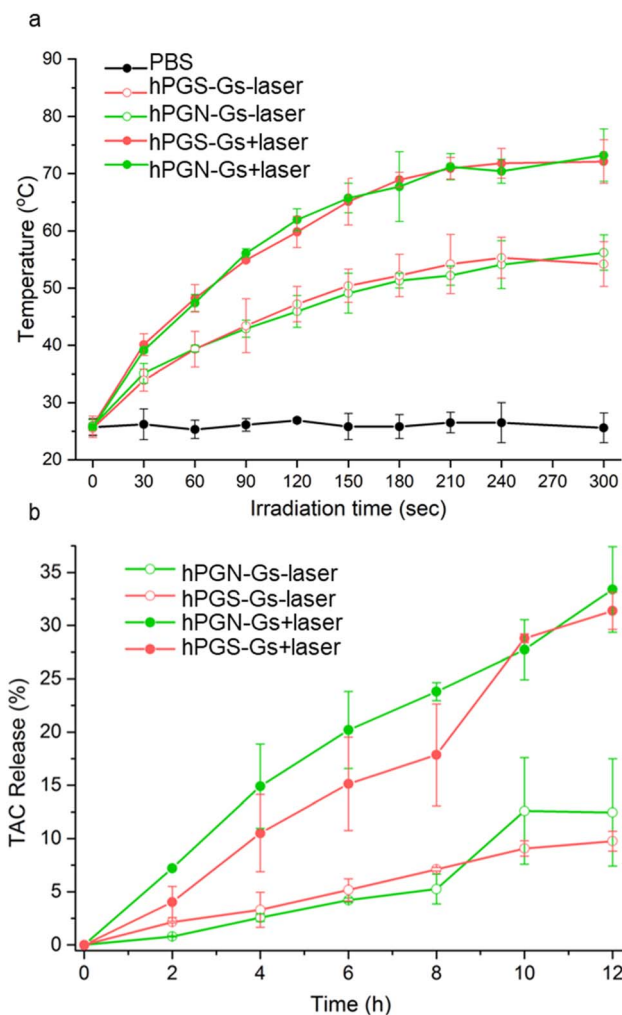 a
90
80
70
60
50
40
30
20
Temperature (°C)
PBS
hPGS-Gs-laser
hPGN-Gs-laser
hPGS-Gs+laser
hPGN-Gs+laser
0 30 60 90 120 150 180 210 240 270 300
Irradiation time (sec)
b
35
30
25
20
15
10
5
0
TAC Release (%)
hPGN-Gs-laser
hPGS-Gs-laser
hPGN-Gs+laser
hPGS-Gs+laser
0 2 4 6 8 10 12
Time (h)